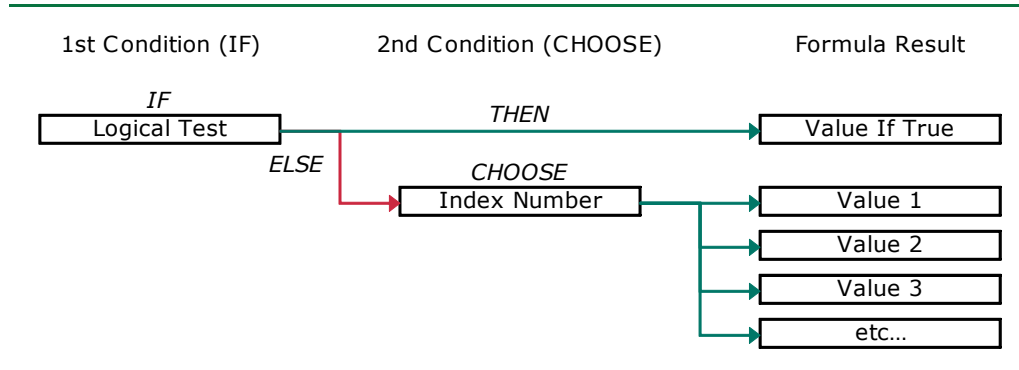 1st Condition (IF)
2nd Condition (CHOOSE)
Formula Result
IF
Logical Test
THEN
Value If True
ELSE
CHOOSE
Index Number
Value 1
Value 2
Value 3
etc...